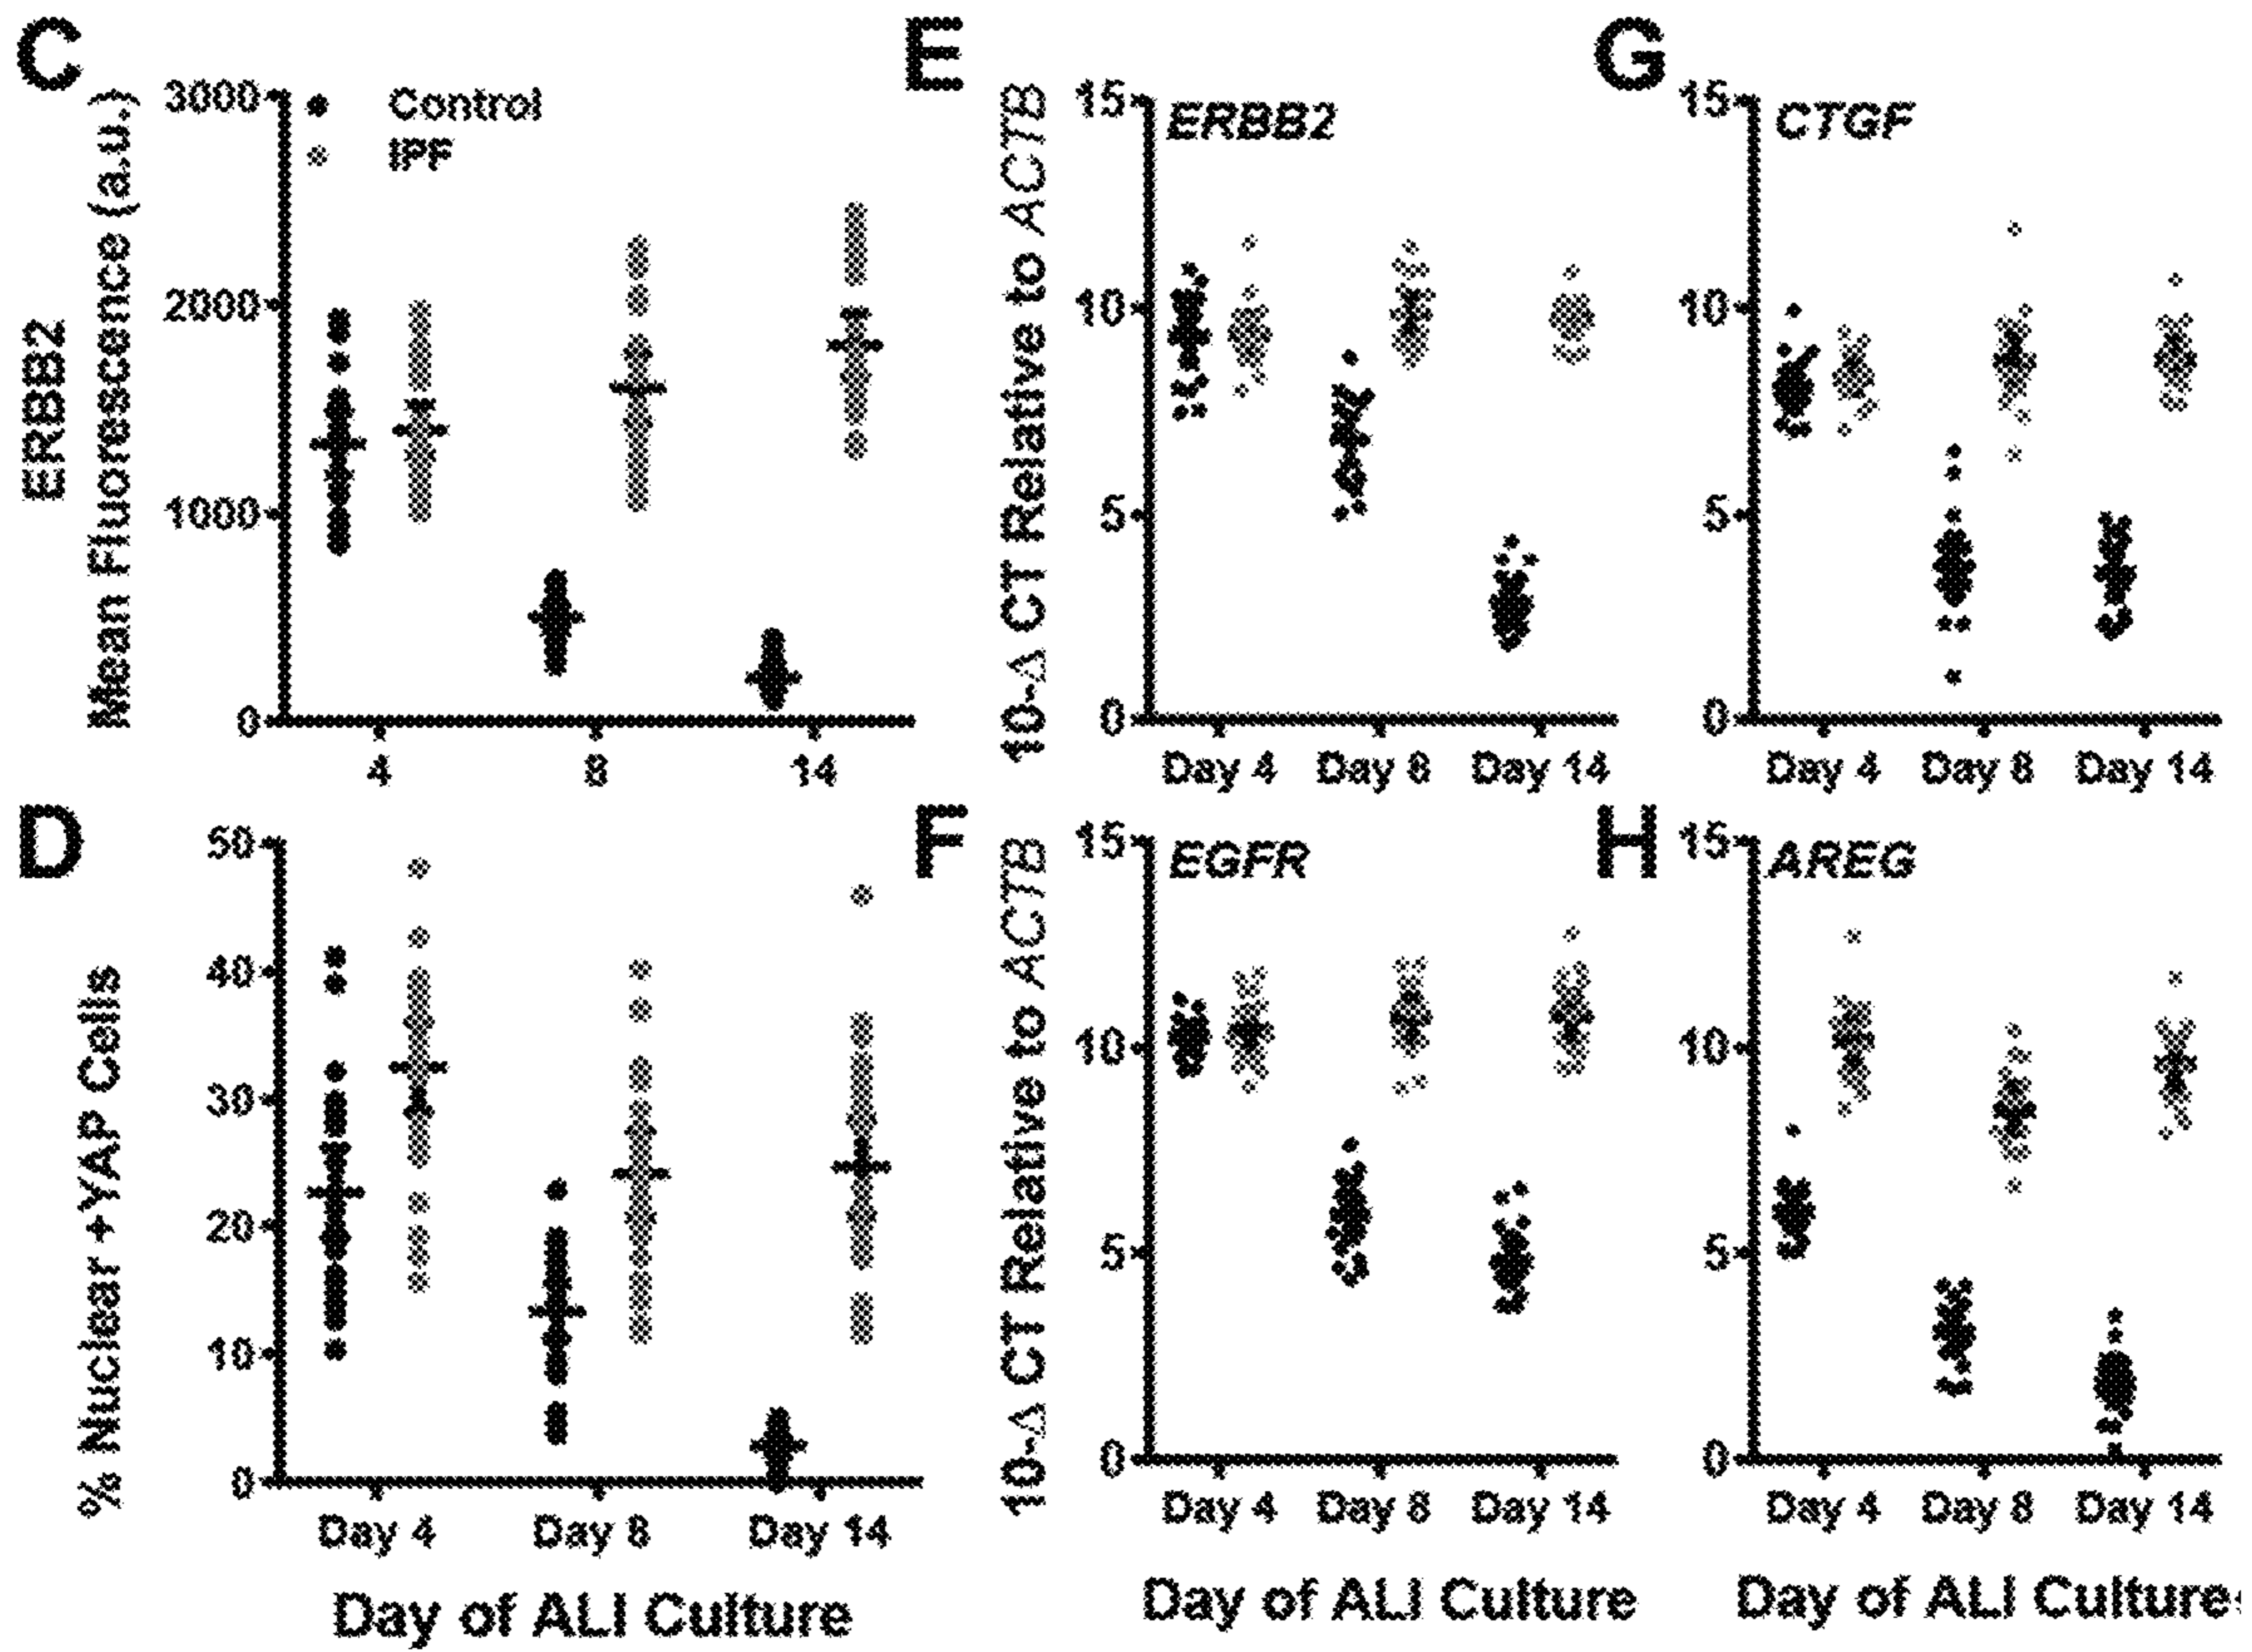 C
ERBB2
Mean Fluorescence (a.u.)
3000
2000
1000
0
Control
IPF
4
8
14
E
10-Δ CT Relative to ACTB
15
10
5
0
ERBB2
Day 4
Day 8
Day 14
G
15
10
5
0
CTGF
Day 4
Day 8
Day 14
D
% Nuclear +YAP Cells
50
40
30
20
10
0
Day 4
Day 8
Day 14
Day of ALI Culture
F
10-Δ CT Relative to ACTB
15
10
5
0
EGFR
Day 4
Day 8
Day 14
Day of ALI Culture
H
15
10
5
0
AREG
Day 4
Day 8
Day 14
Day of ALI Culture